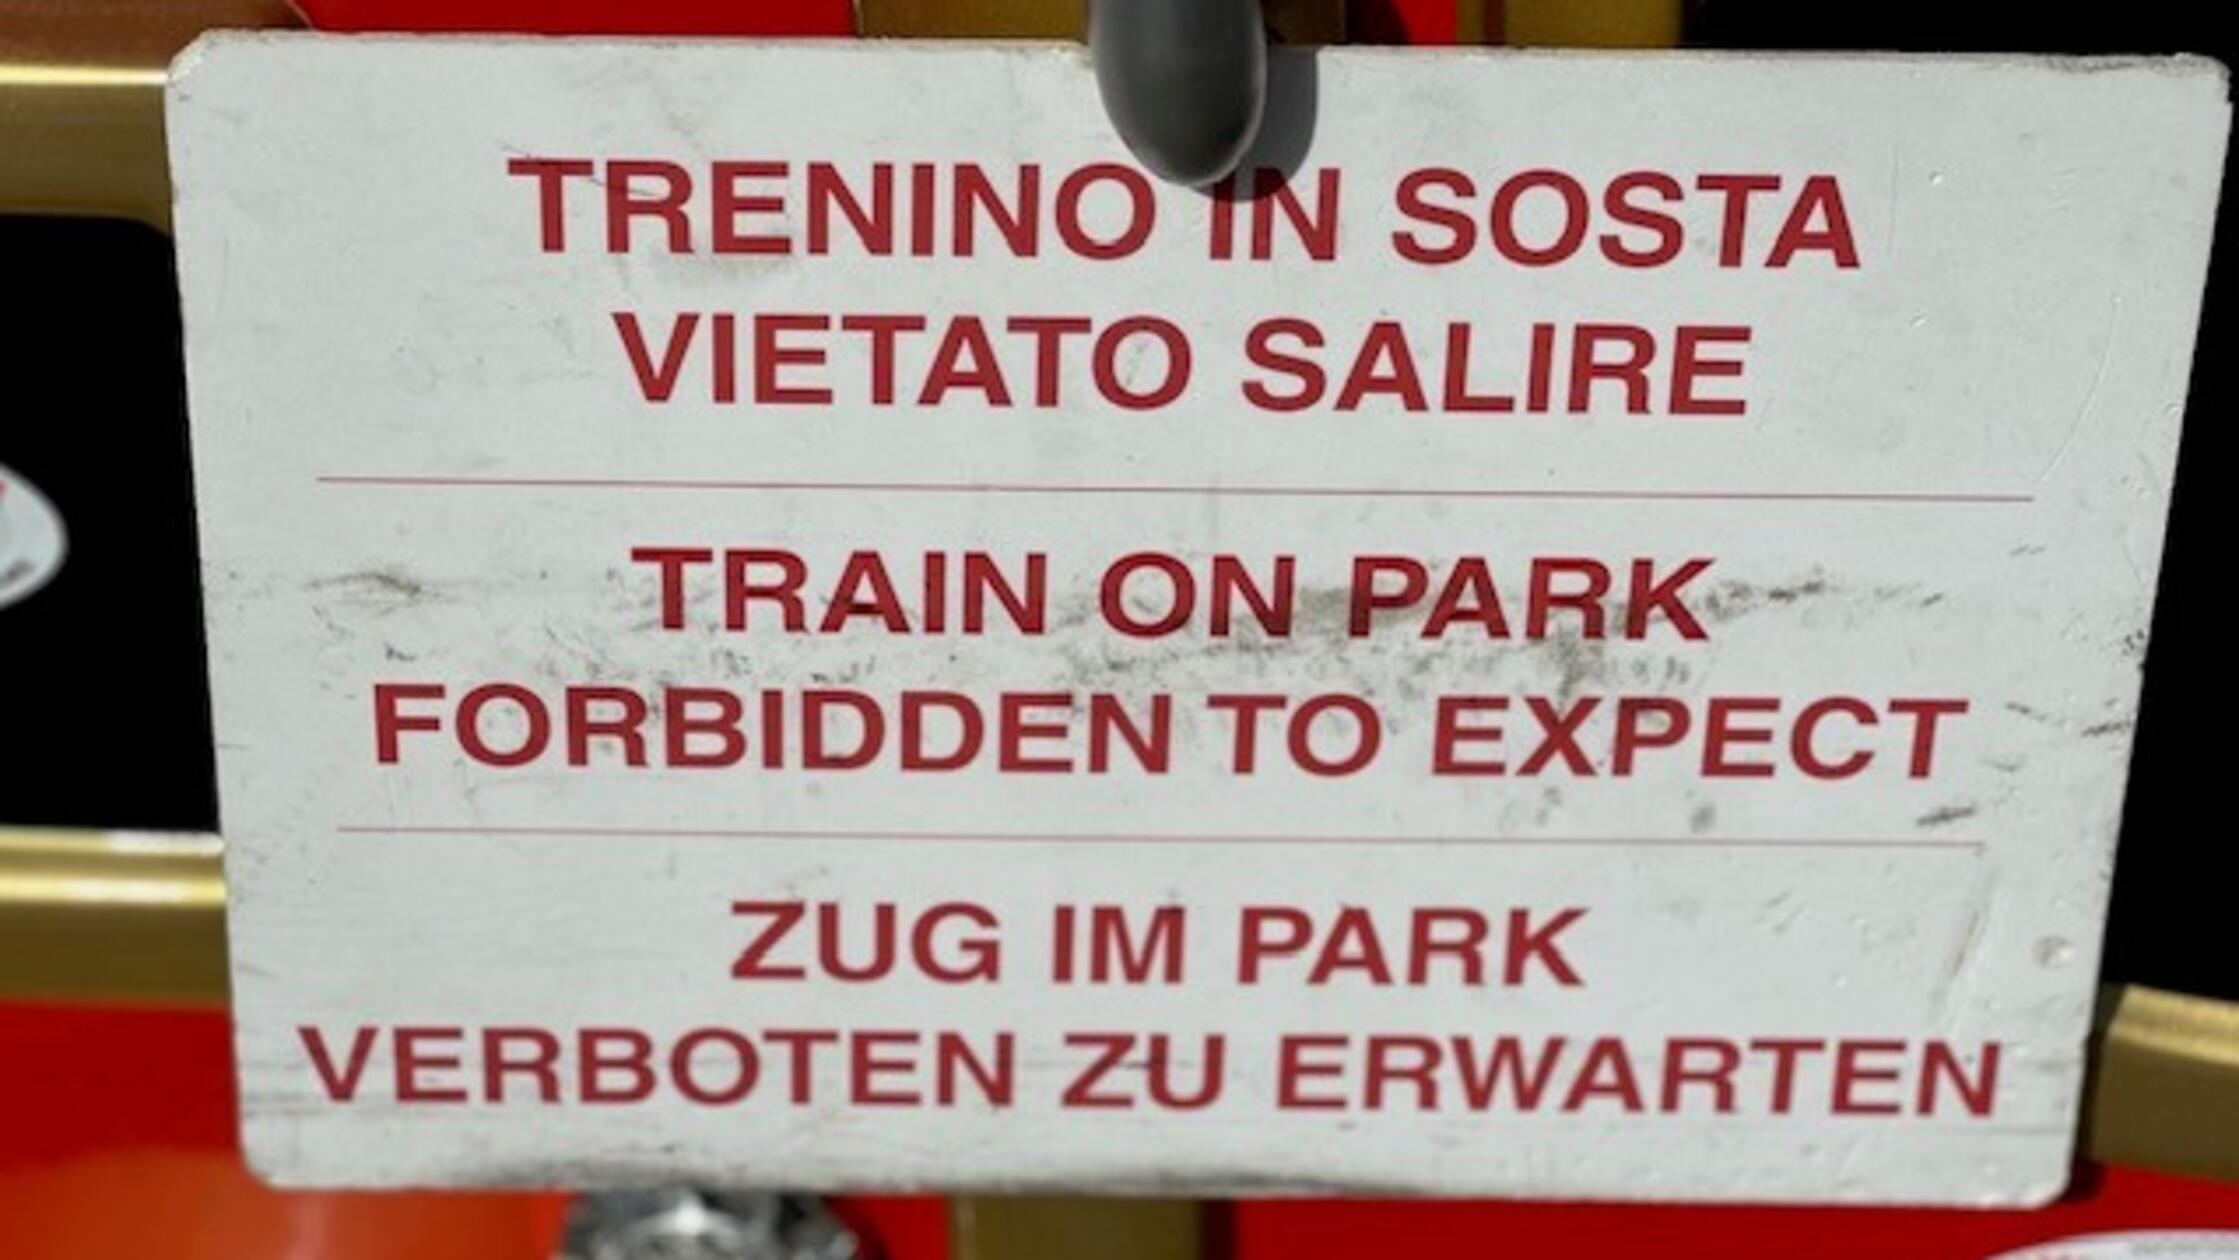 TRENINO IN SOSTA
VIETATO SALIRE
TRAIN ON PARK
FORBIDDEN TO EXPECT
ZUG IM PARK
VERBOTEN ZU ERWARTEN